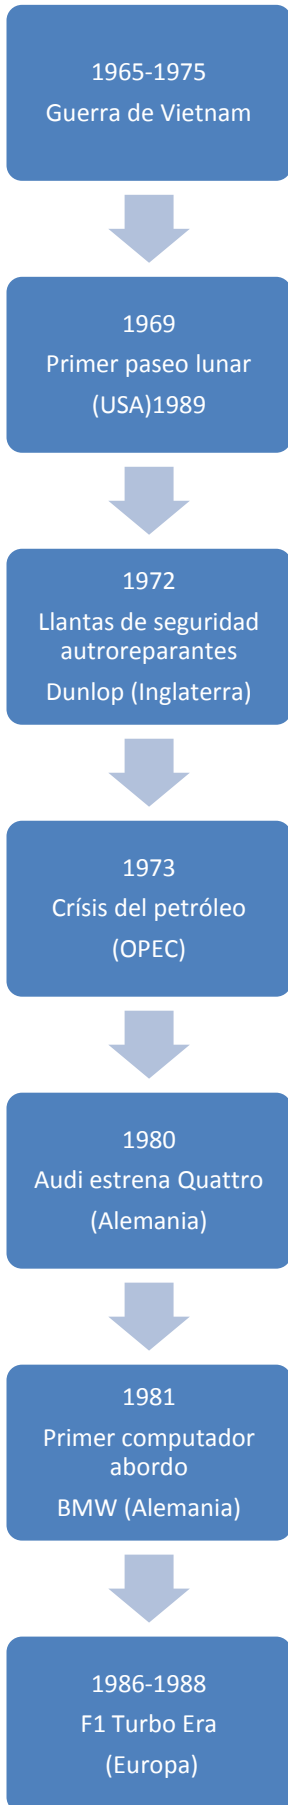 1965-1975
Guerra de Vietnam
1969
Primer paseo lunar
(USA)1989
1972
Llantas de seguridad
autroreparantes
Dunlop (Inglaterra)
1973
Crísis del petróleo
(OPEC)
1980
Audi estrena Quattro
(Alemania)
1981
Primer computador
abordo
BMW (Alemania)
1986-1988
F1 Turbo Era
(Europa)